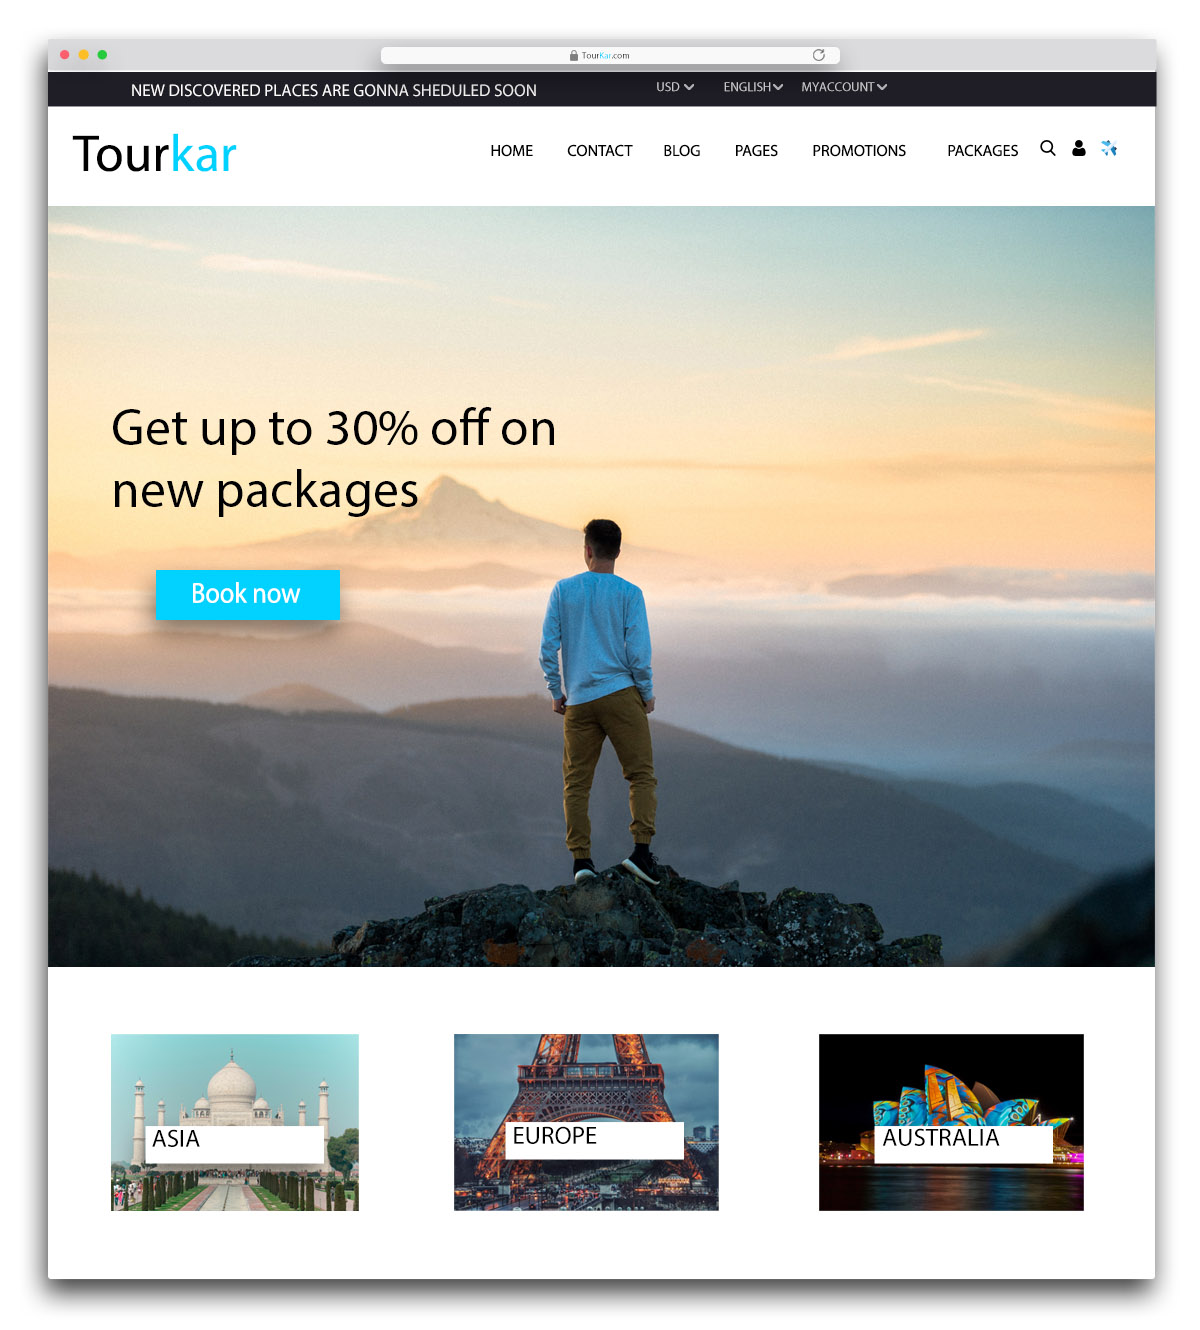 TourKar.com
NEW DISCOVERED PLACES ARE GONNA SHEDULED SOON
USD
ENGLISH
MYACCOUNT
Tourkar
HOME
CONTACT
BLOG
PAGES
PROMOTIONS
PACKAGES
Get up to 30% off on
new packages
Book now
ASIA
EUROPE
AUSTRALIA